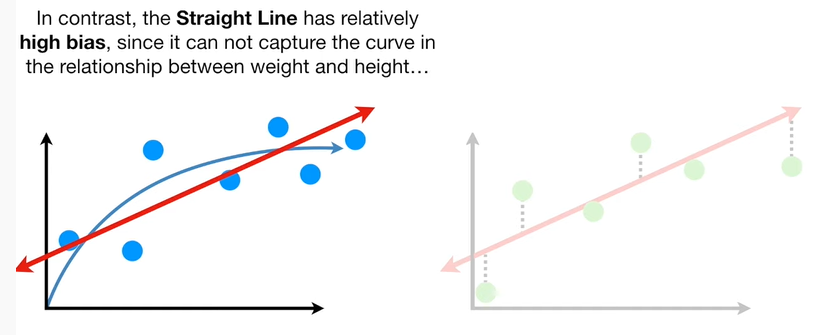 In contrast, the Straight Line has relatively
high bias, since it can not capture the curve in
the relationship between weight and height…